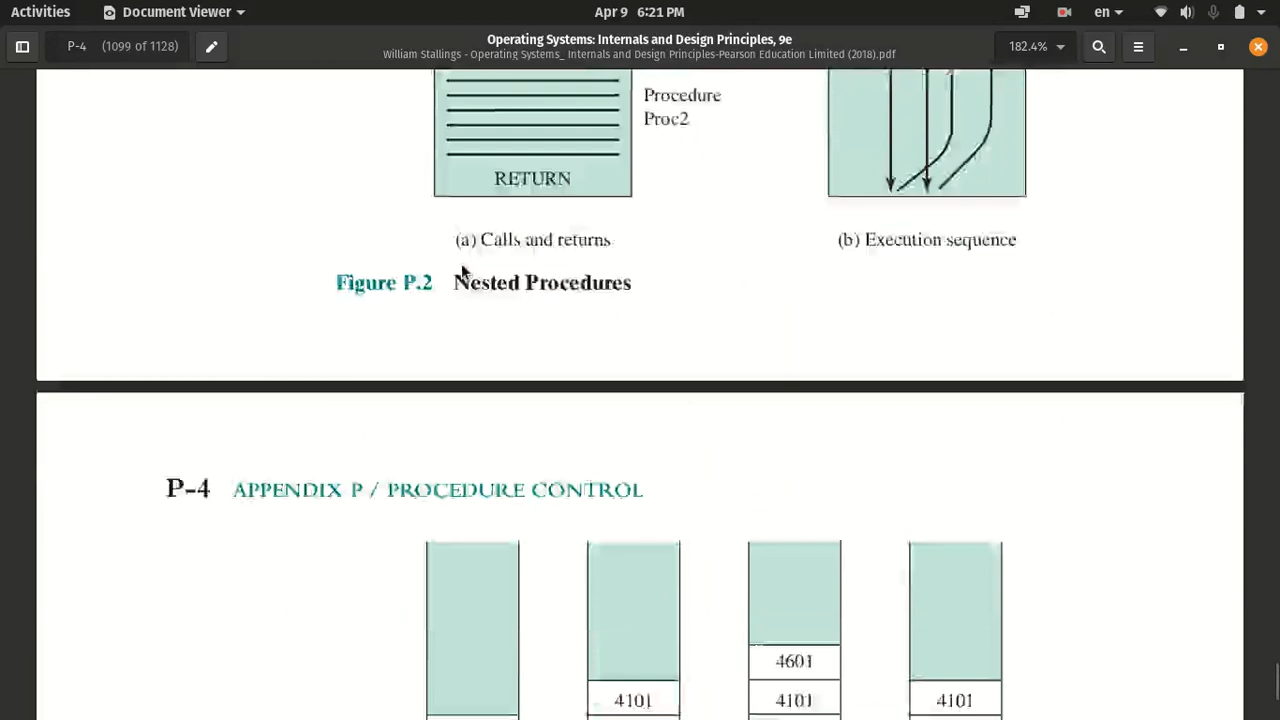 Activities
Document Viewer
Apr 9 6:21 PM
en
P-4 (1099 of 1128)
Operating Systems: Internals and Design Principles, 9e
William Stallings - Operating Systems_ Internals and Design Principles-Pearson Education Limited (2018).pdf
182.4%
Procedure
Proc2
RETURN
(a) Calls and returns
(b) Execution sequence
Figure P.2 Nested Procedures
P-4 APPENDIX P / PROCEDURE CONTROL
4601
4101 4101 4101